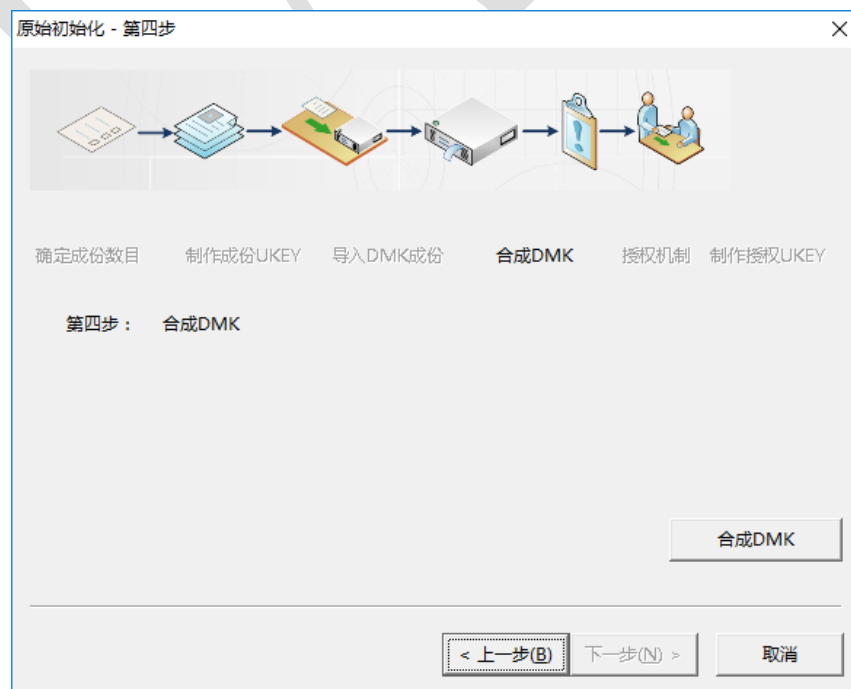 原始初始化 - 第四步
确定成份数目 制作成份UKEY 导入DMK成份 合成DMK 授权机制 制作授权UKEY
第四步： 合成DMK
合成DMK
< 上一步(B) 下一步(N) > 取消